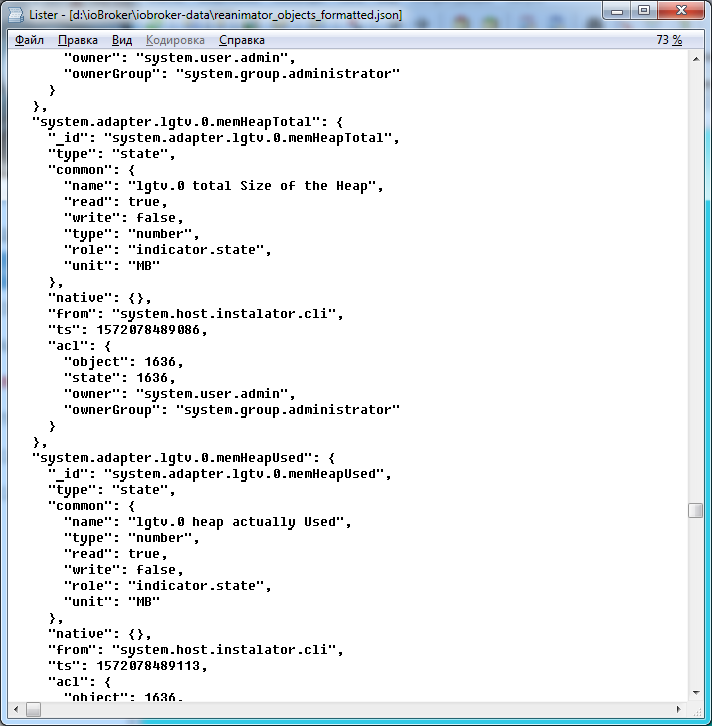 Lister - [d:\ioBroker\iobroker-data\reanimator_objects_formatted.json]
Файл Правка Вид Кодировка Справка 73 %
"owner": "system.user.admin",
"ownerGroup": "system.group.administrator"
}
},
"system.adapter.lgtv.0.memHeapTotal": {
"_id": "system.adapter.lgtv.0.memHeapTotal",
"type": "state",
"common": {
"name": "lgtv.0 total Size of the Heap",
"read": true,
"write": false,
"type": "number",
"role": "indicator.state",
"unit": "MB"
},
"native": {},
"from": "system.host.instalator.cli",
"ts": 1572078489086,
"acl": {
"object": 1636,
"state": 1636,
"owner": "system.user.admin",
"ownerGroup": "system.group.administrator"
}
},
"system.adapter.lgtv.0.memHeapUsed": {
"_id": "system.adapter.lgtv.0.memHeapUsed",
"type": "state",
"common": {
"name": "lgtv.0 heap actually Used",
"type": "number",
"read": true,
"write": false,
"role": "indicator.state",
"unit": "MB"
},
"native": {},
"from": "system.host.instalator.cli",
"ts": 1572078489113,
"acl": {
"object": 1636,